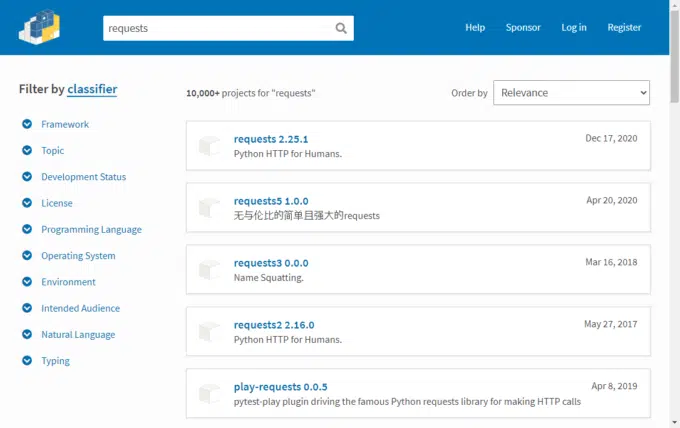 requests
Help Sponsor Log in Register
Filter by classifier
10,000+ projects for "requests"
Order by Relevance
Framework
Topic
Development Status
License
Programming Language
Operating System
Environment
Intended Audience
Natural Language
Typing
requests 2.25.1 Dec 17, 2020
Python HTTP for Humans.
requests5 1.0.0 Apr 20, 2020
无与伦比的简单且强大的requests
requests3 0.0.0 Mar 16, 2018
Name Squatting.
requests2 2.16.0 May 27, 2017
Python HTTP for Humans.
play-requests 0.0.5 Apr 8, 2019
pytest-play plugin driving the famous Python requests library for making HTTP calls